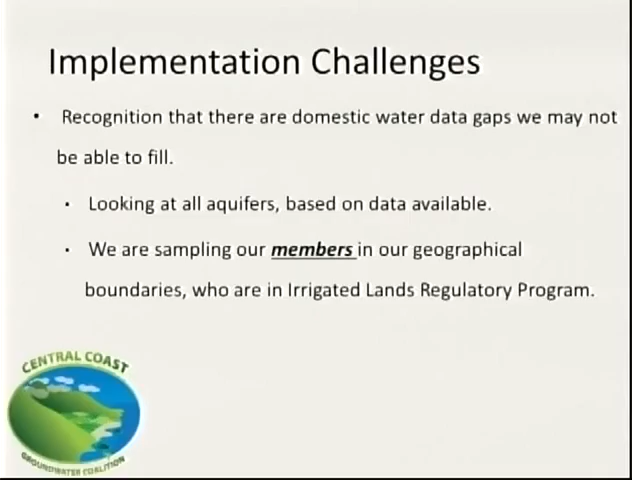 Implementation Challenges
• Recognition that there are domestic water data gaps we may not
be able to fill.
• Looking at all aquifers, based on data available.
• We are sampling our members in our geographical
boundaries, who are in Irrigated Lands Regulatory Program.
CENTRAL COAST
GROUNDWATER COALITION